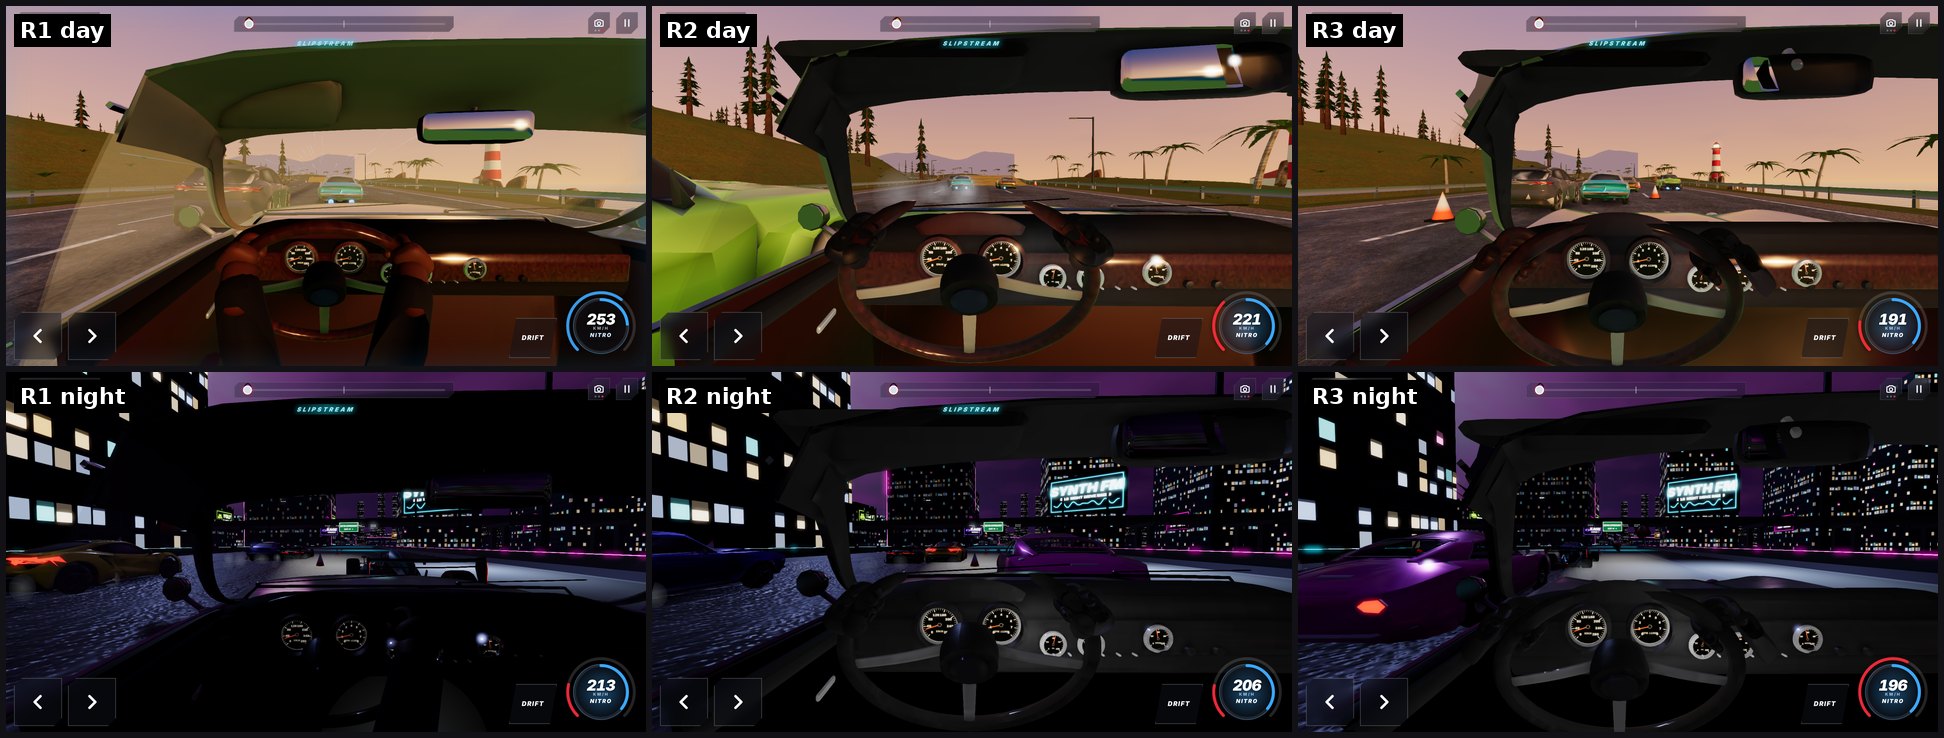 R1 day
SLIPSTREAM
253
KM/H
NITRO
DRIFT
R2 day
SLIPSTREAM
221
KM/H
NITRO
DRIFT
R3 day
SLIPSTREAM
191
KM/H
NITRO
DRIFT
R1 night
SLIPSTREAM
213
KM/H
NITRO
DRIFT
R2 night
SLIPSTREAM
SYNTH FM
206
KM/H
NITRO
DRIFT
R3 night
SYNTH FM
196
KM/H
NITRO
DRIFT